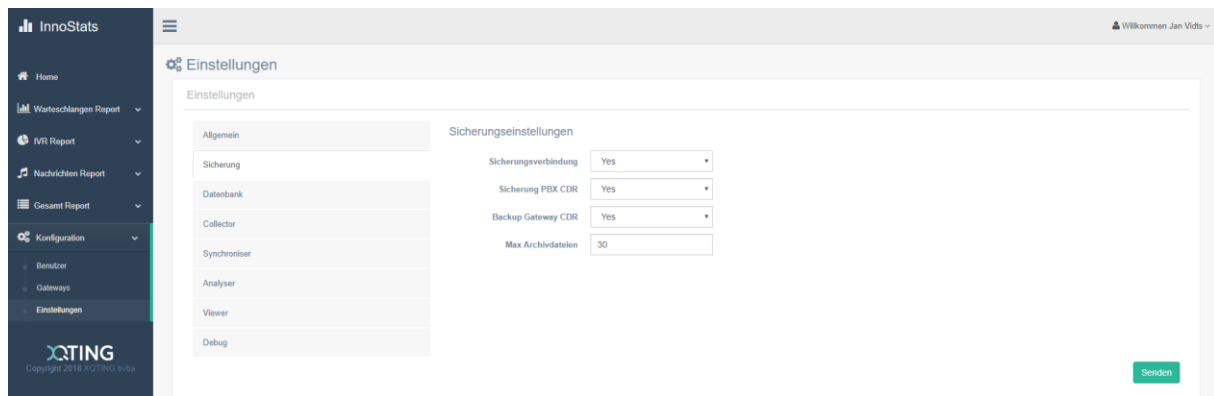 InnoStats
Willkommen Jan Vidts
Home
Warteschlangen Report
IVR Report
Nachrichten Report
Gesamt Report
Konfiguration
Benutzer
Gateways
Einstellungen
XQTING
Copyright 2018 XQTING bvba
Einstellungen
Einstellungen
Allgemein
Sicherung
Datenbank
Collector
Synchroniser
Analyser
Viewer
Debug
Sicherungseinstellungen
Sicherungsverbindung Yes
Sicherung PBX CDR Yes
Backup Gateway CDR Yes
Max Archivdateien 30
Senden